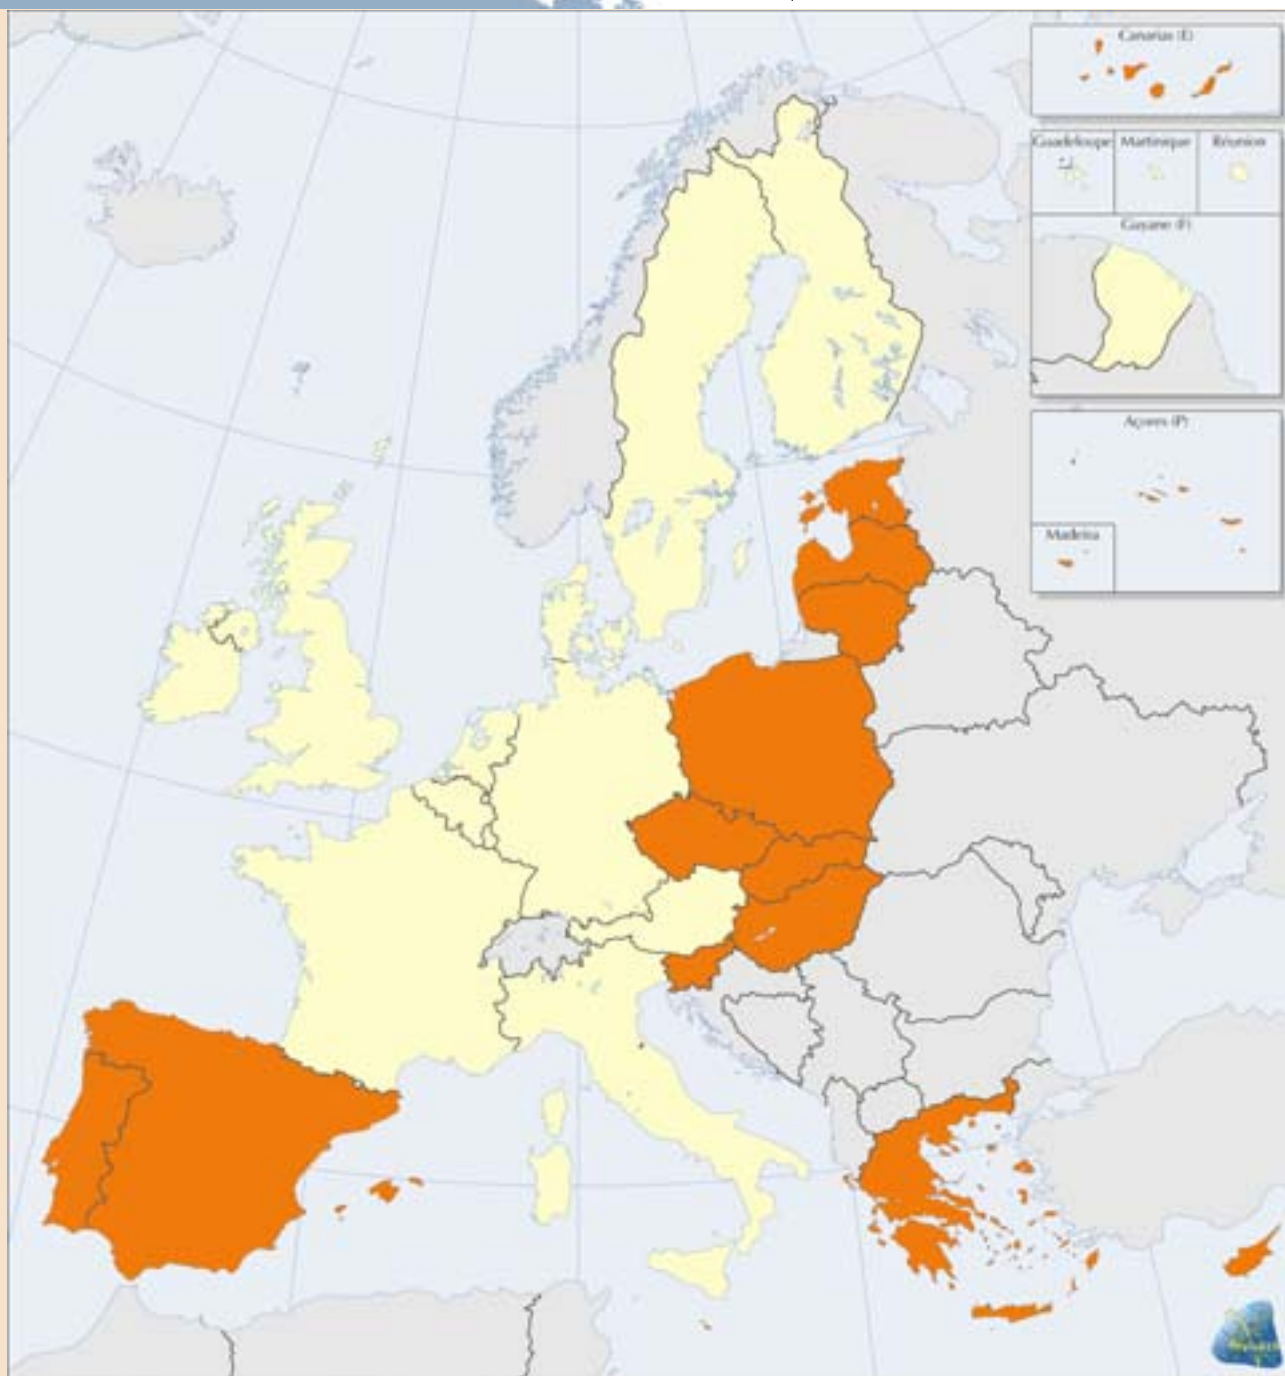 Canarias (E)
Guadeloupe
Martinique
Réunion
Guyane (F)
Açores (P)
Madeira